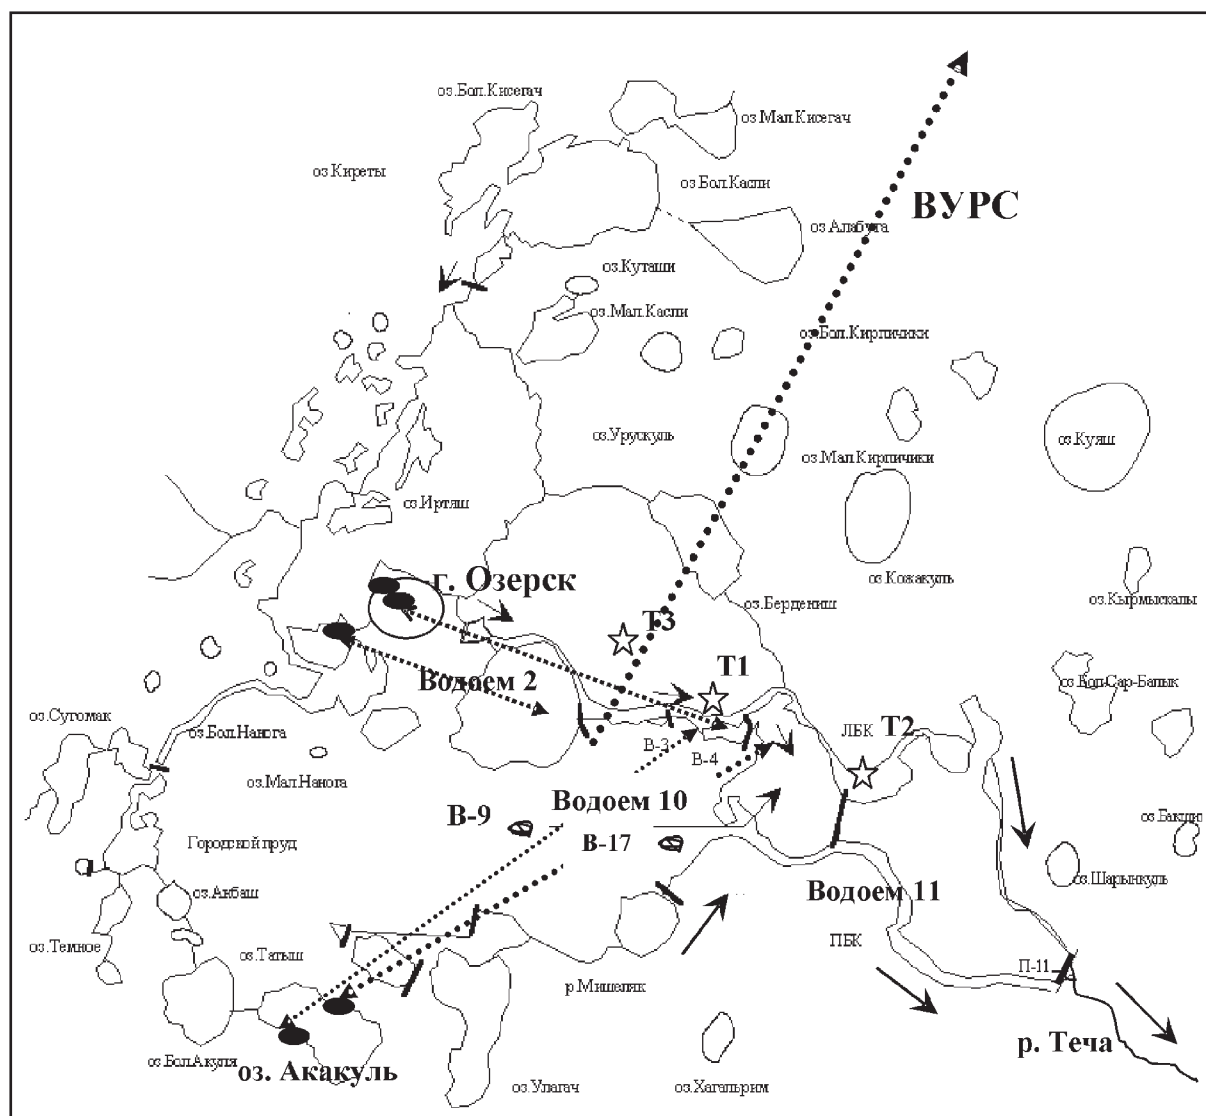 оз.Бол.Кисегач
оз.Мал.Кисегач
оз.Киреты
оз.Бол.Касли
ВУРС
оз.Алабуга
оз.Куташи
оз.Мал.Касли
оз.Бол.Кирпичики
оз.Урускуль
оз.Куяш
оз.Мал.Кирпичики
оз.Иртяш
г. Озерск
оз.Кожакуль
оз.Бердениш
оз.Кырмыскалы
Т3
Т1
Водоем 2
оз.Бол.Сар-Балык
оз.Сугомак
оз.Бол.Нанога
ЛБК
Т2
В-3
В-4
оз.Мал.Нанога
Водоем 10
В-9
оз.Бакдин
Городской пруд
В-17
оз.Шарынкуль
оз.Анбаш
Водоем 11
оз.Темное
оз.Татыш
ПБК
П-11
р.Мишеляк
р. Теча
оз.Бол.Акуля
оз. Акакуль
оз.Улагач
оз.Хагальгим